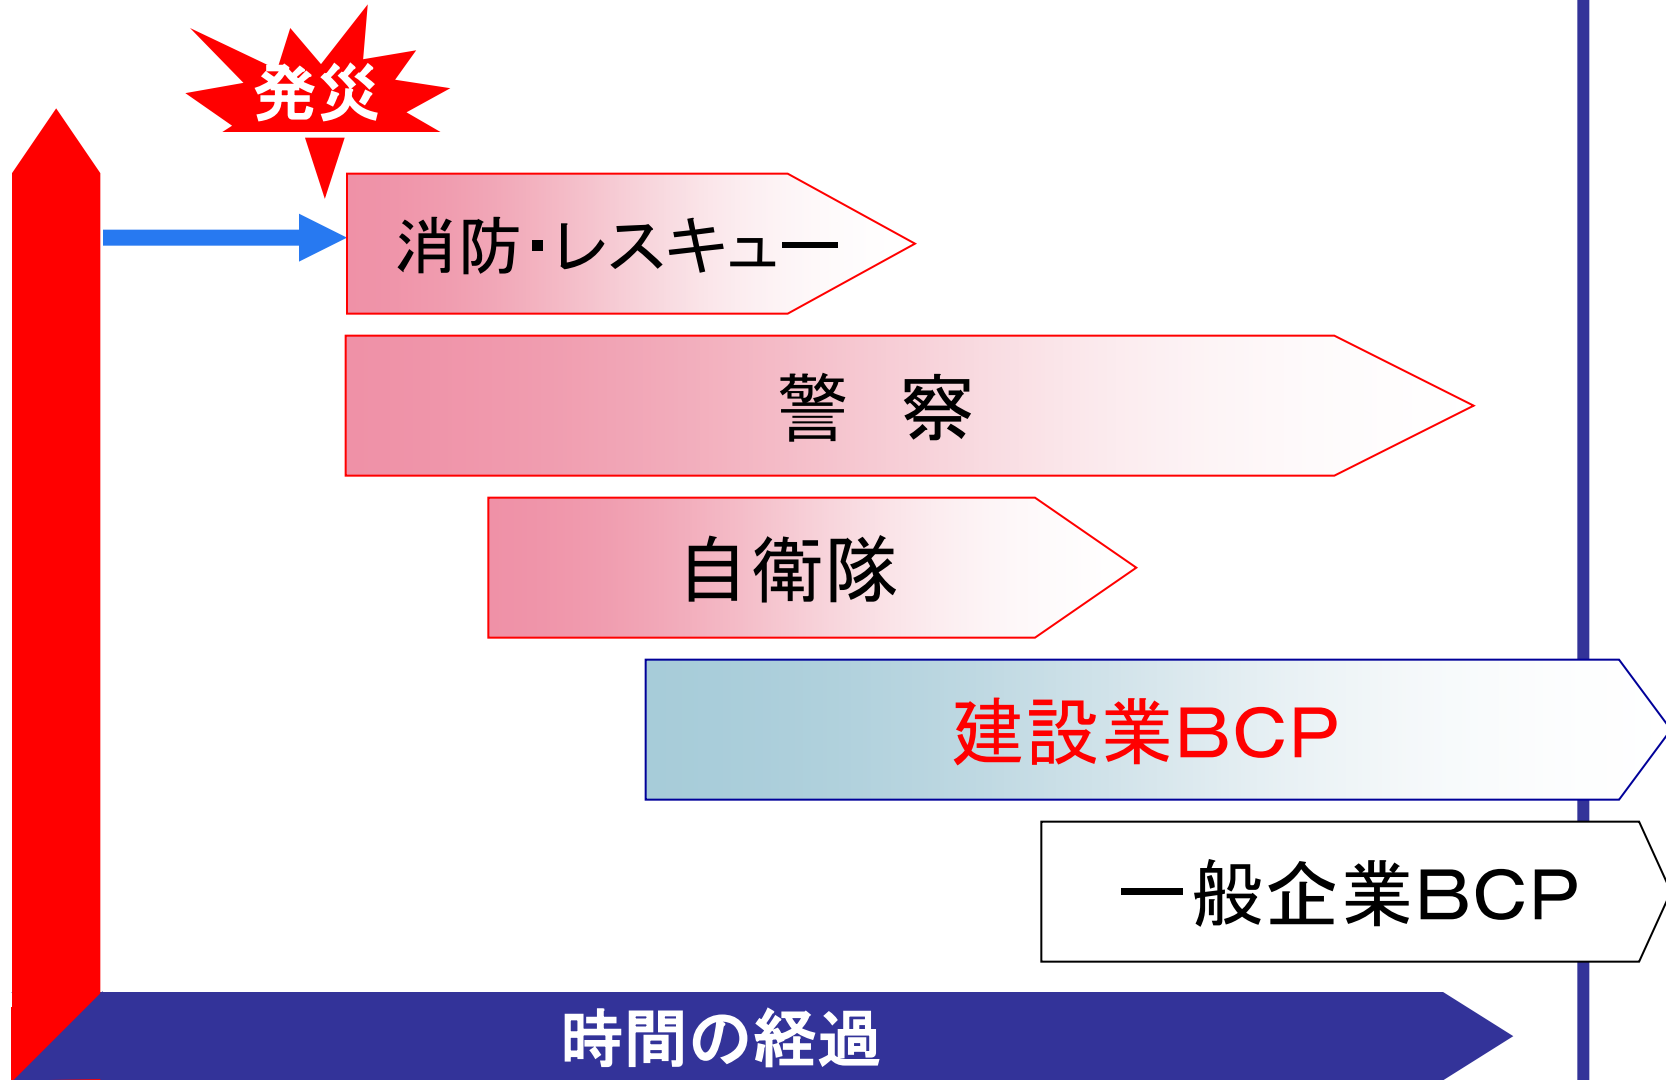 発災
消防・レスキュー
警　察
自衛隊
建設業BCP
一般企業BCP
時間の経過